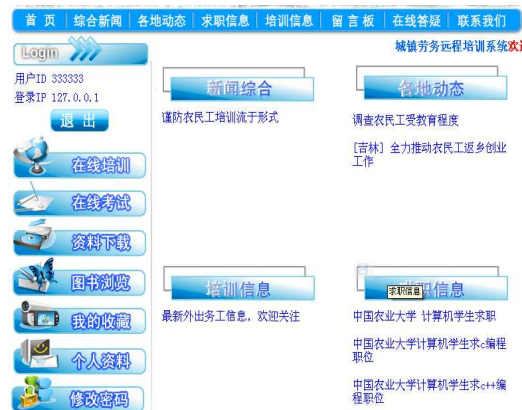 首 页 综合新闻 各地动态 求职信息 培训信息 留 言 板 在线答疑 联系我们
Login
城镇劳务远程培训系统欢迎
用户ID 333333
登录IP 127.0.0.1
退 出
在线培训
在线考试
资料下载
图书浏览
我的收藏
个人资料
修改密码
新闻综合
谨防农民工培训流于形式
各地动态
调查农民工受教育程度
[吉林] 全力推动农民工返乡创业
工作
培训信息
最新外出务工信息，欢迎关注
求职信息
求职信息
中国农业大学 计算机学生求职
中国农业大学计算机学生求c编程
职位
中国农业大学计算机学生求c++编
程职位